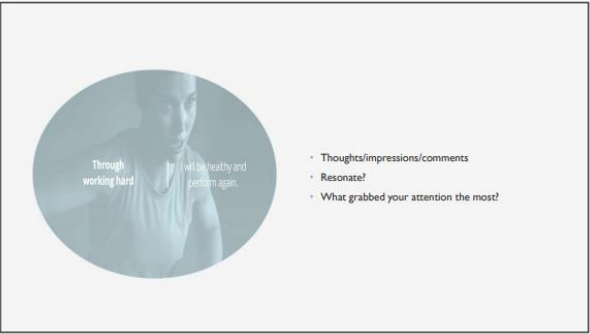 Through
working hard
I will be healthy and
perform again.
Thoughts/impressions/comments
Resonate?
What grabbed your attention the most?